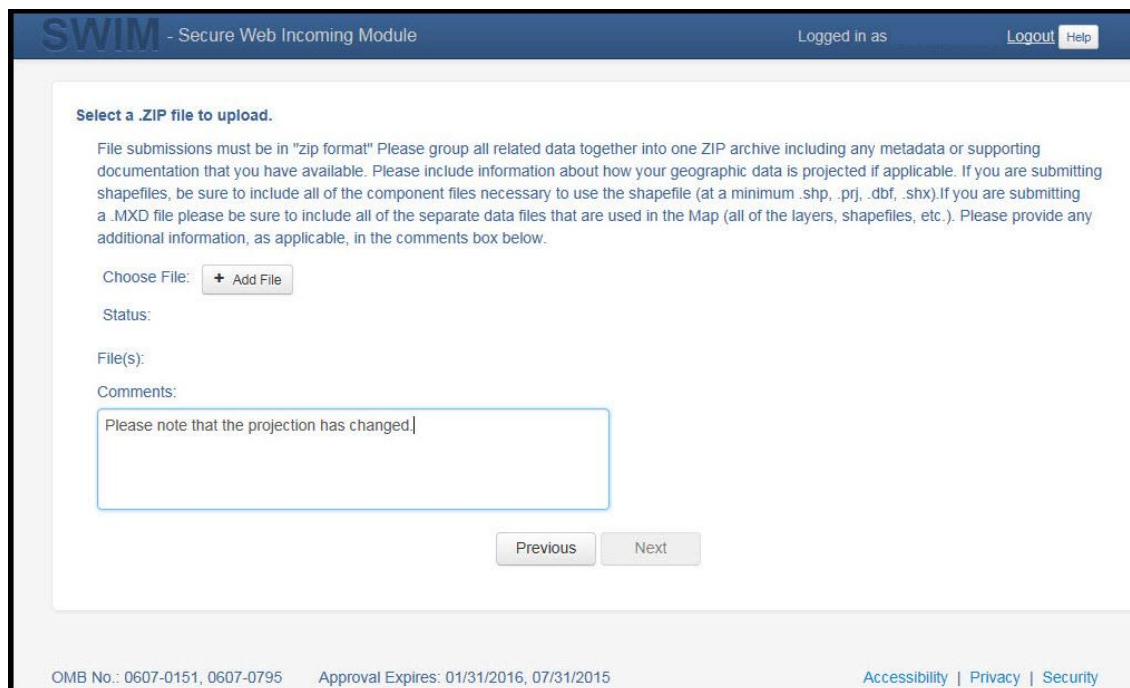 SWIM - Secure Web Incoming Module Logged in as Logout Help
Select a .ZIP file to upload.
File submissions must be in "zip format" Please group all related data together into one ZIP archive including any metadata or supporting
documentation that you have available. Please include information about how your geographic data is projected if applicable. If you are submitting
shapefiles, be sure to include all of the component files necessary to use the shapefile (at a minimum .shp, .prj, .dbf, .shx).If you are submitting
a .MXD file please be sure to include all of the separate data files that are used in the Map (all of the layers, shapefiles, etc.). Please provide any
additional information, as applicable, in the comments box below.
Choose File: + Add File
Status:
File(s):
Comments:
Please note that the projection has changed.
Previous Next
OMB No.: 0607-0151, 0607-0795 Approval Expires: 01/31/2016, 07/31/2015 Accessibility | Privacy | Security